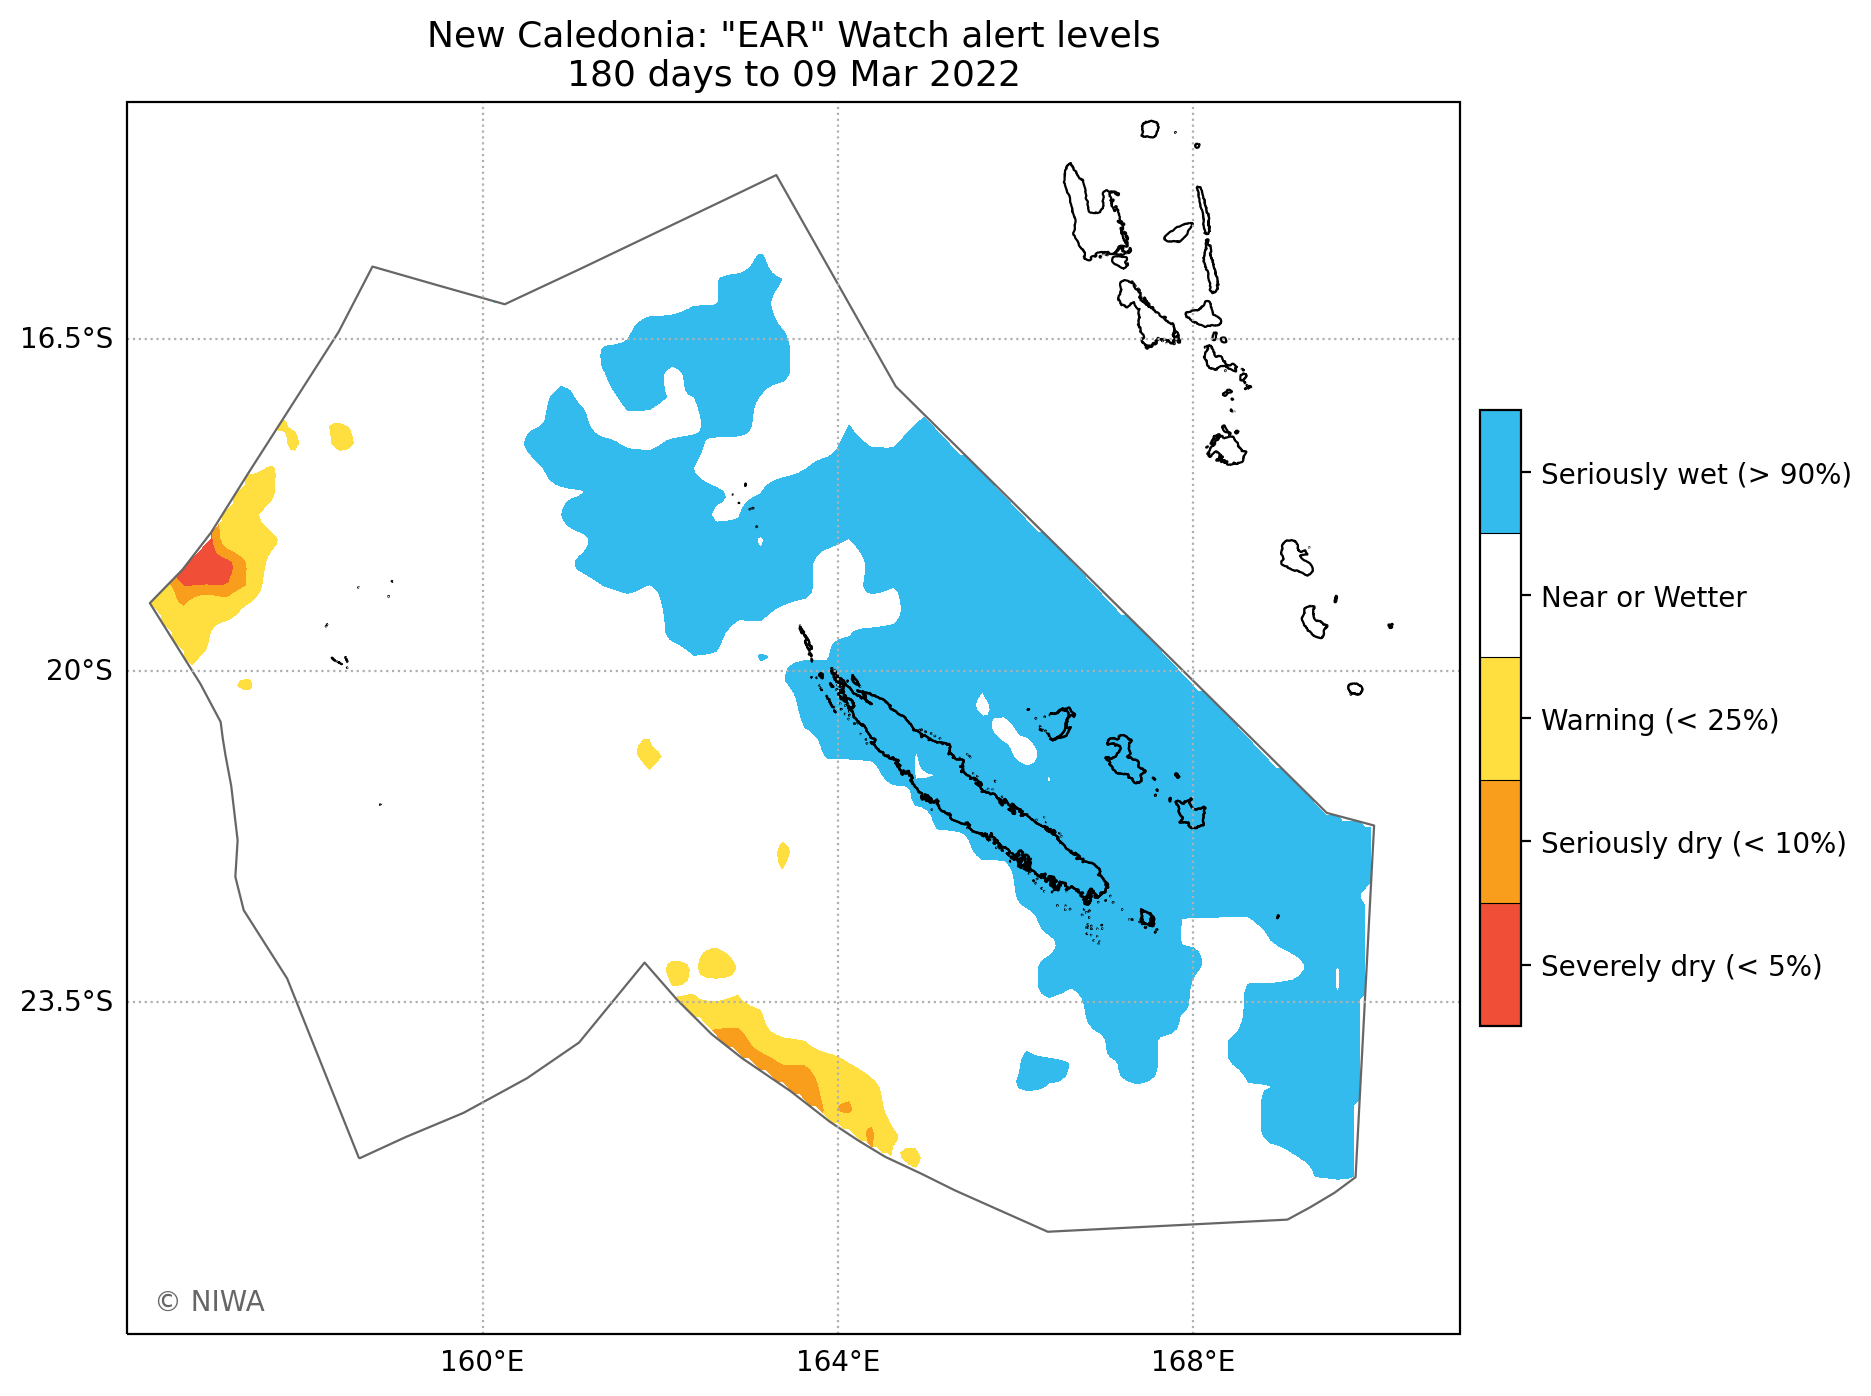 New Caledonia: "EAR" Watch alert levels
180 days to 09 Mar 2022
16.5°S
20°S
23.5°S
160°E
164°E
168°E
Seriously wet (> 90%)
Near or Wetter
Warning (< 25%)
Seriously dry (< 10%)
Severely dry (< 5%)
© NIWA